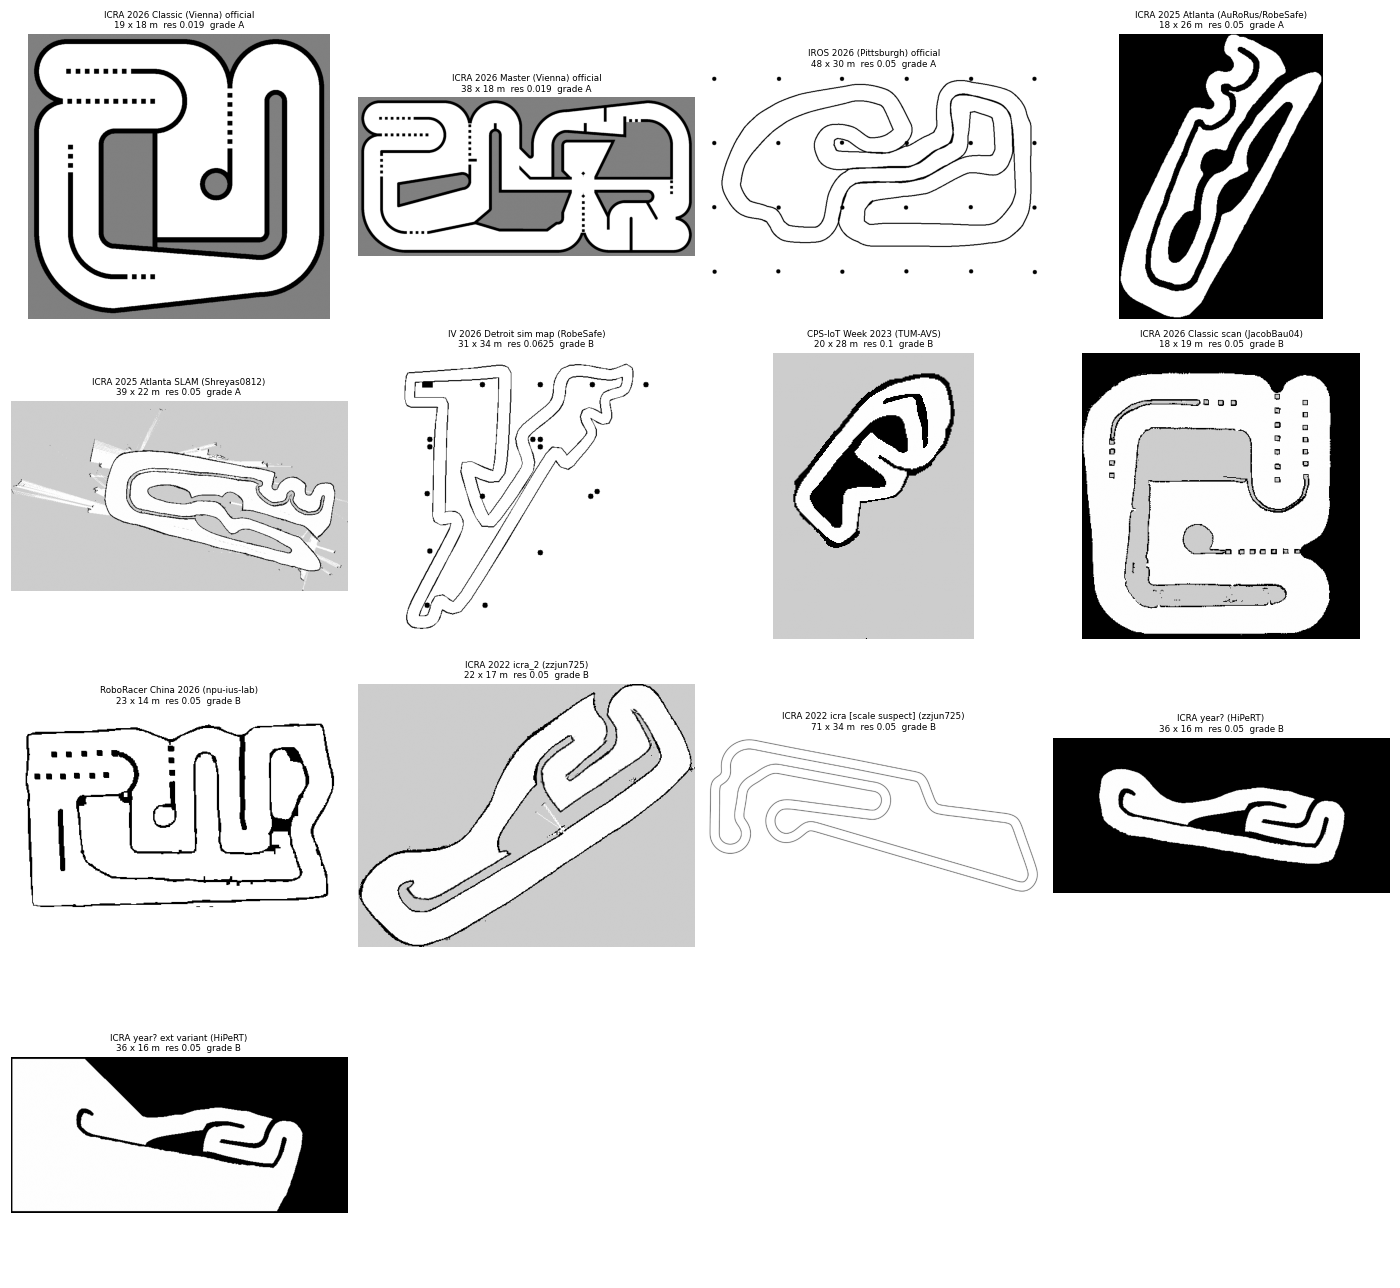 ICRA 2026 Classic (Vienna) official
19 x 18 m  res 0.019  grade A
ICRA 2026 Master (Vienna) official
38 x 18 m  res 0.019  grade A
IROS 2026 (Pittsburgh) official
48 x 30 m  res 0.05  grade A
ICRA 2025 Atlanta (AuRoRus/RobeSafe)
18 x 26 m  res 0.05  grade A
ICRA 2025 Atlanta SLAM (Shreyas0812)
39 x 22 m  res 0.05  grade A
IV 2026 Detroit sim map (RobeSafe)
31 x 34 m  res 0.0625  grade B
CPS-IoT Week 2023 (TUM-AVS)
20 x 28 m  res 0.1  grade B
ICRA 2026 Classic scan (JacobBau04)
18 x 19 m  res 0.05  grade B
RoboRacer China 2026 (npu-ius-lab)
23 x 14 m  res 0.05  grade B
ICRA 2022 icra_2 (zzjun725)
22 x 17 m  res 0.05  grade B
ICRA 2022 icra [scale suspect] (zzjun725)
71 x 34 m  res 0.05  grade B
ICRA year? (HiPeRT)
36 x 16 m  res 0.05  grade B
ICRA year? ext variant (HiPeRT)
36 x 16 m  res 0.05  grade B